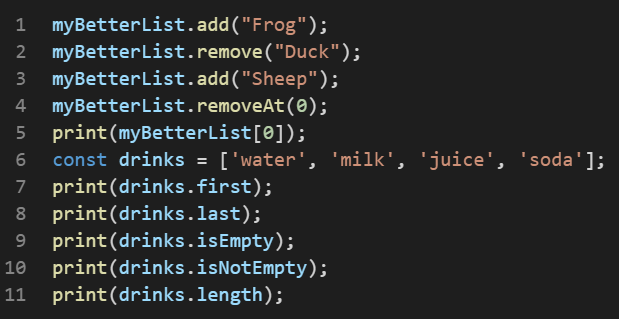 1 myBetterList.add("Frog");
2 myBetterList.remove("Duck");
3 myBetterList.add("Sheep");
4 myBetterList.removeAt(0);
5 print(myBetterList[0]);
6 const drinks = ['water', 'milk', 'juice', 'soda'];
7 print(drinks.first);
8 print(drinks.last);
9 print(drinks.isEmpty);
10 print(drinks.isNotEmpty);
11 print(drinks.length);